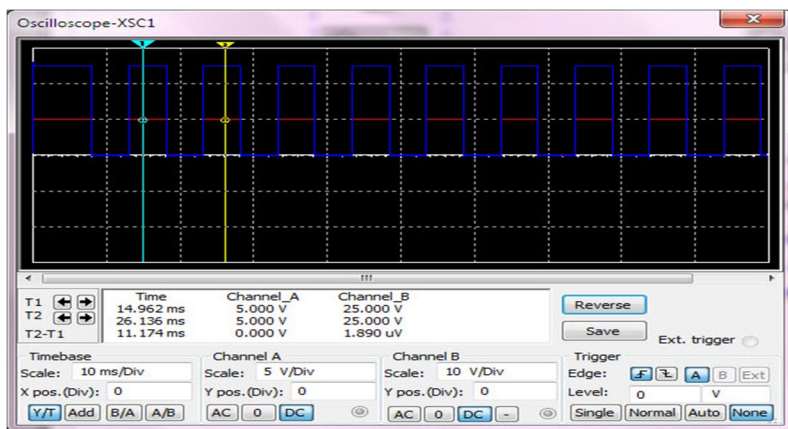 Oscilloscope-XSC1
1 2
Time Channel_A Channel_B
T1 14.962 ms 5.000 V 25.000 V
T2 26.136 ms 5.000 V 25.000 V
T2-T1 11.174 ms 0.000 V 1.890 uV
Reverse
Save
Ext. trigger
Timebase
Scale: 10 ms/Div
X pos.(Div): 0
Y/T Add B/A A/B
Channel A
Scale: 5 V/Div
Y pos.(Div): 0
AC 0 DC
Channel B
Scale: 10 V/Div
Y pos.(Div): 0
AC 0 DC -
Trigger
Edge: A B Ext
Level: 0 V
Single Normal Auto None